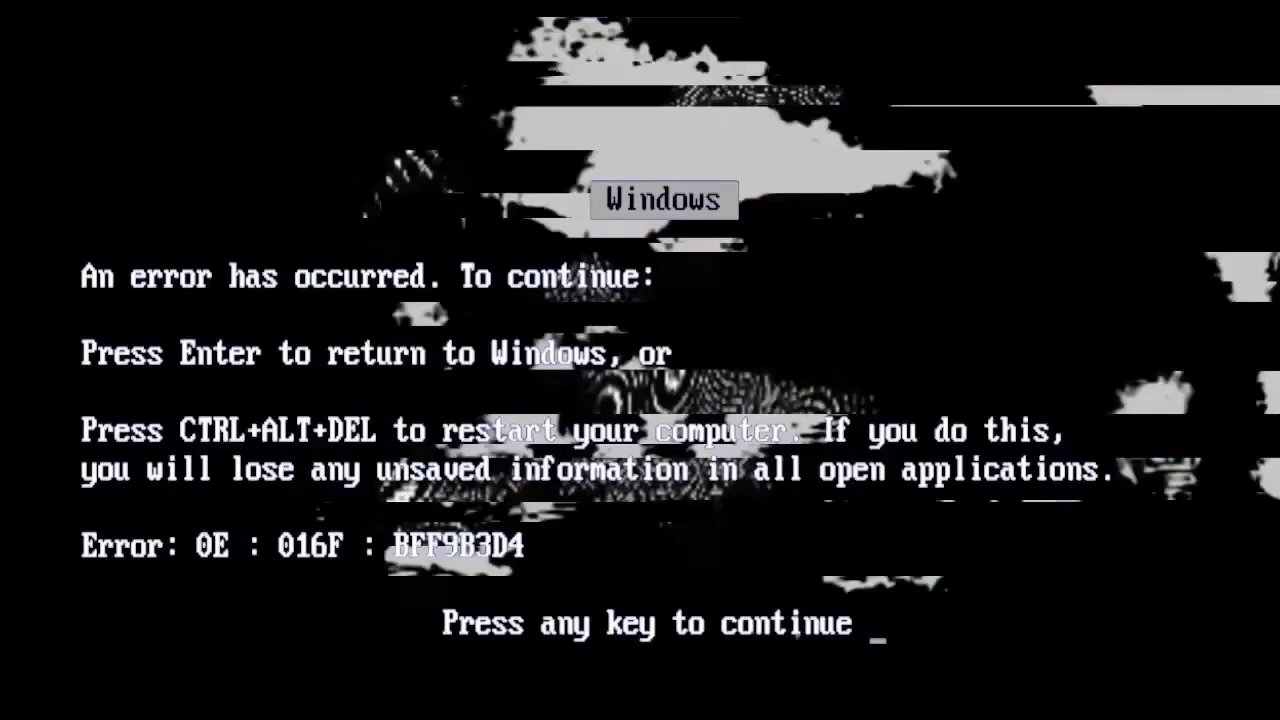 Windows
An error has occurred. To continue:
Press Enter to return to Windows, or
Press CTRL+ALT+DEL to restart your computer. If you do this,
you will lose any unsaved information in all open applications.
Error: 0E : 016F : BFF9B3D4
Press any key to continue _